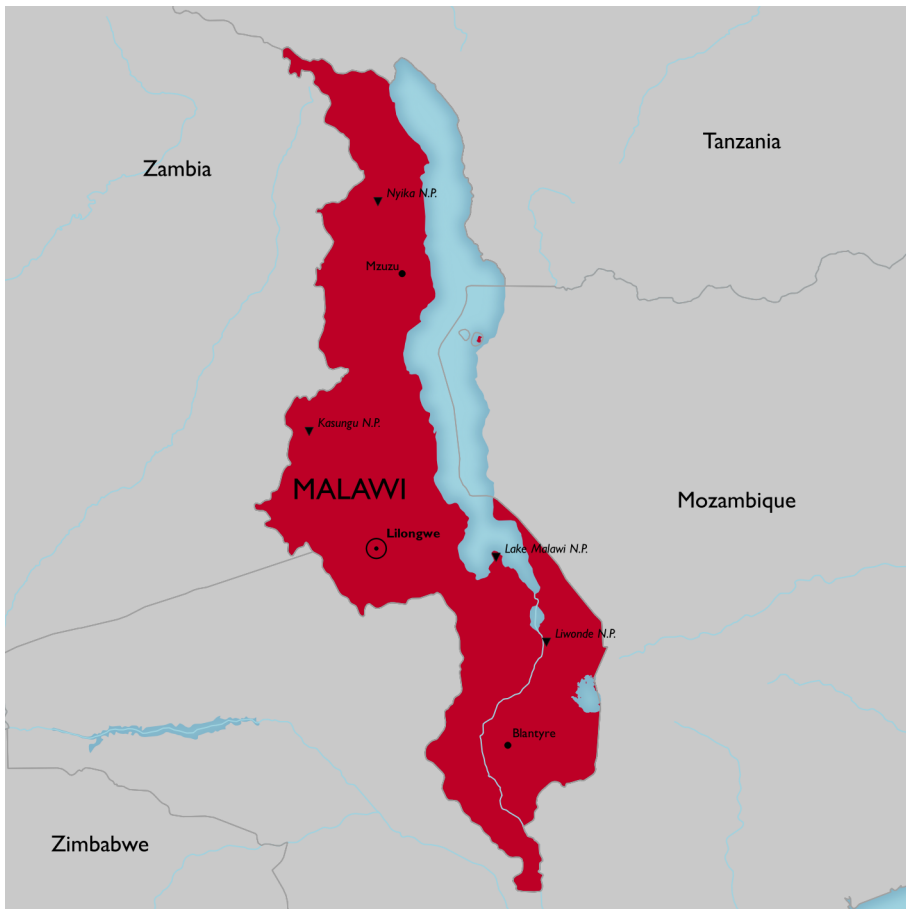 Tanzania
Zambia
Nyika N.P.
Mzuzu
Kasungu N.P.
MALAWI
Mozambique
Lilongwe
Lake Malawi N.P.
Liwonde N.P.
Blantyre
Zimbabwe